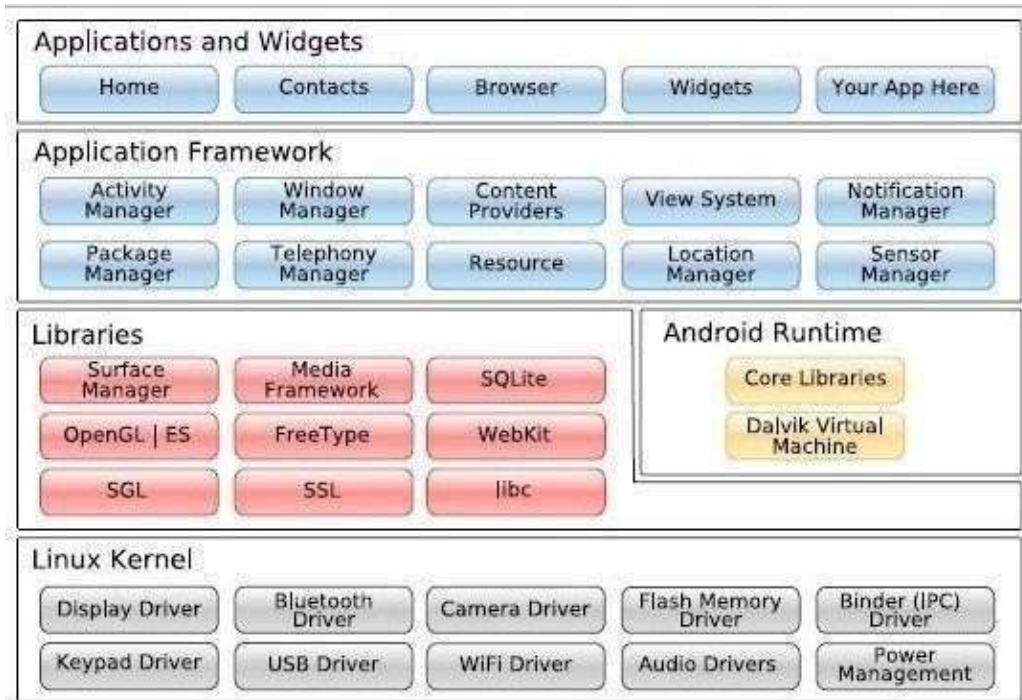 Applications and Widgets
Home
Contacts
Browser
Widgets
Your App Here
Application Framework
Activity
Manager
Window
Manager
Content
Providers
View System
Notification
Manager
Package
Manager
Telephony
Manager
Resource
Location
Manager
Sensor
Manager
Libraries
Surface
Manager
Media
Framework
SQLite
OpenGL | ES
FreeType
WebKit
SGL
SSL
libc
Android Runtime
Core Libraries
Dalvik Virtual
Machine
Linux Kernel
Display Driver
Bluetooth
Driver
Camera Driver
Flash Memory
Driver
Binder (IPC)
Driver
Keypad Driver
USB Driver
WiFi Driver
Audio Drivers
Power
Management